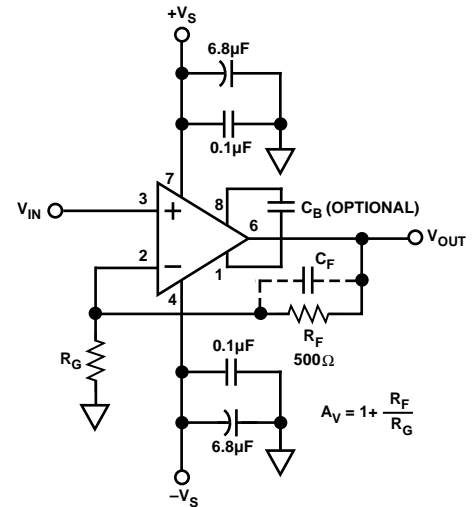 +VS
6.8µF
0.1µF
7
8
CB (OPTIONAL)
VIN
3
+
6
VOUT
2
–
1
CF
4
RF
500Ω
RG
0.1µF
AV = 1+ RF
RG
6.8µF
–VS